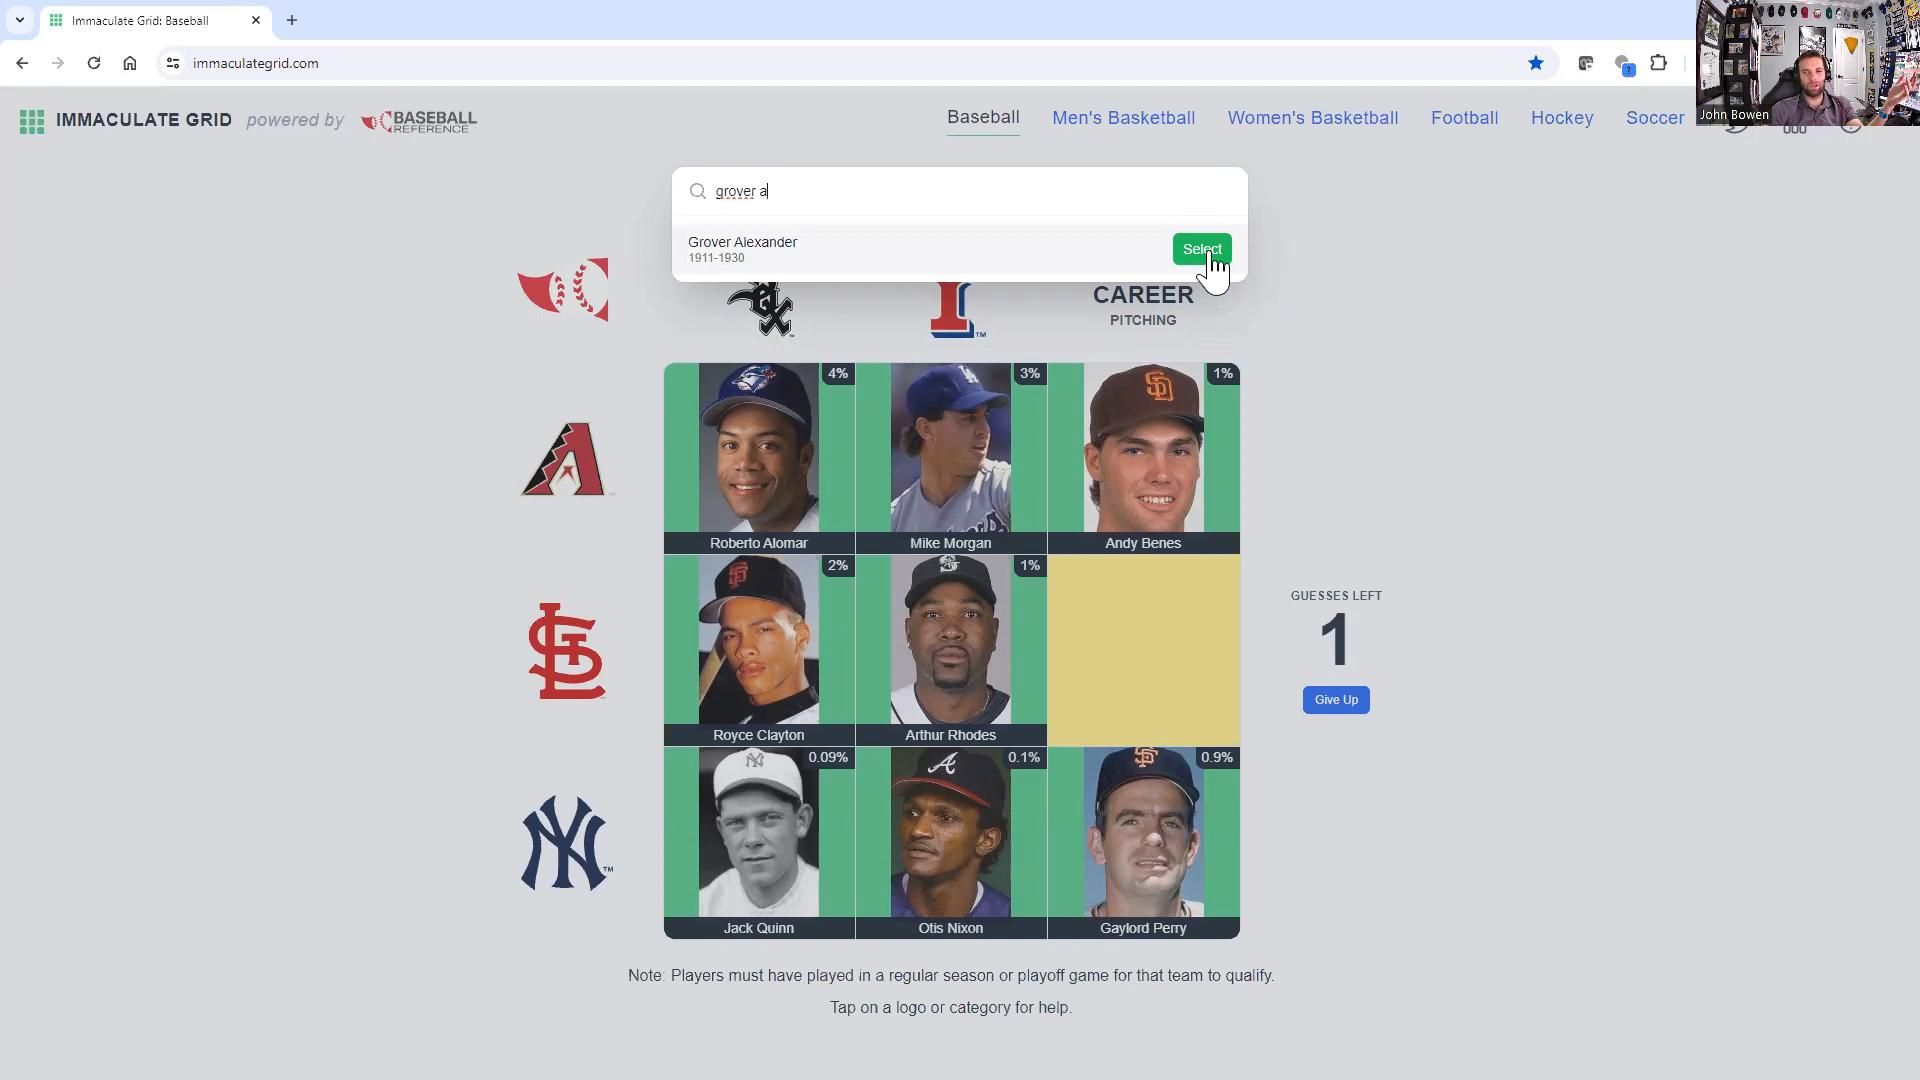 Immaculate Grid: Baseball
immaculategrid.com
John Bowen
IMMACULATE GRID powered by BASEBALL REFERENCE
Baseball Men's Basketball Women's Basketball Football Hockey Soccer
grover a
Grover Alexander
1911-1930
Select
CAREER
PITCHING
4% 3% 1%
Roberto Alomar Mike Morgan Andy Benes
2% 1%
Royce Clayton Arthur Rhodes
GUESSES LEFT
1
Give Up
0.09% 0.1% 0.9%
Jack Quinn Otis Nixon Gaylord Perry
Note: Players must have played in a regular season or playoff game for that team to qualify.
Tap on a logo or category for help.